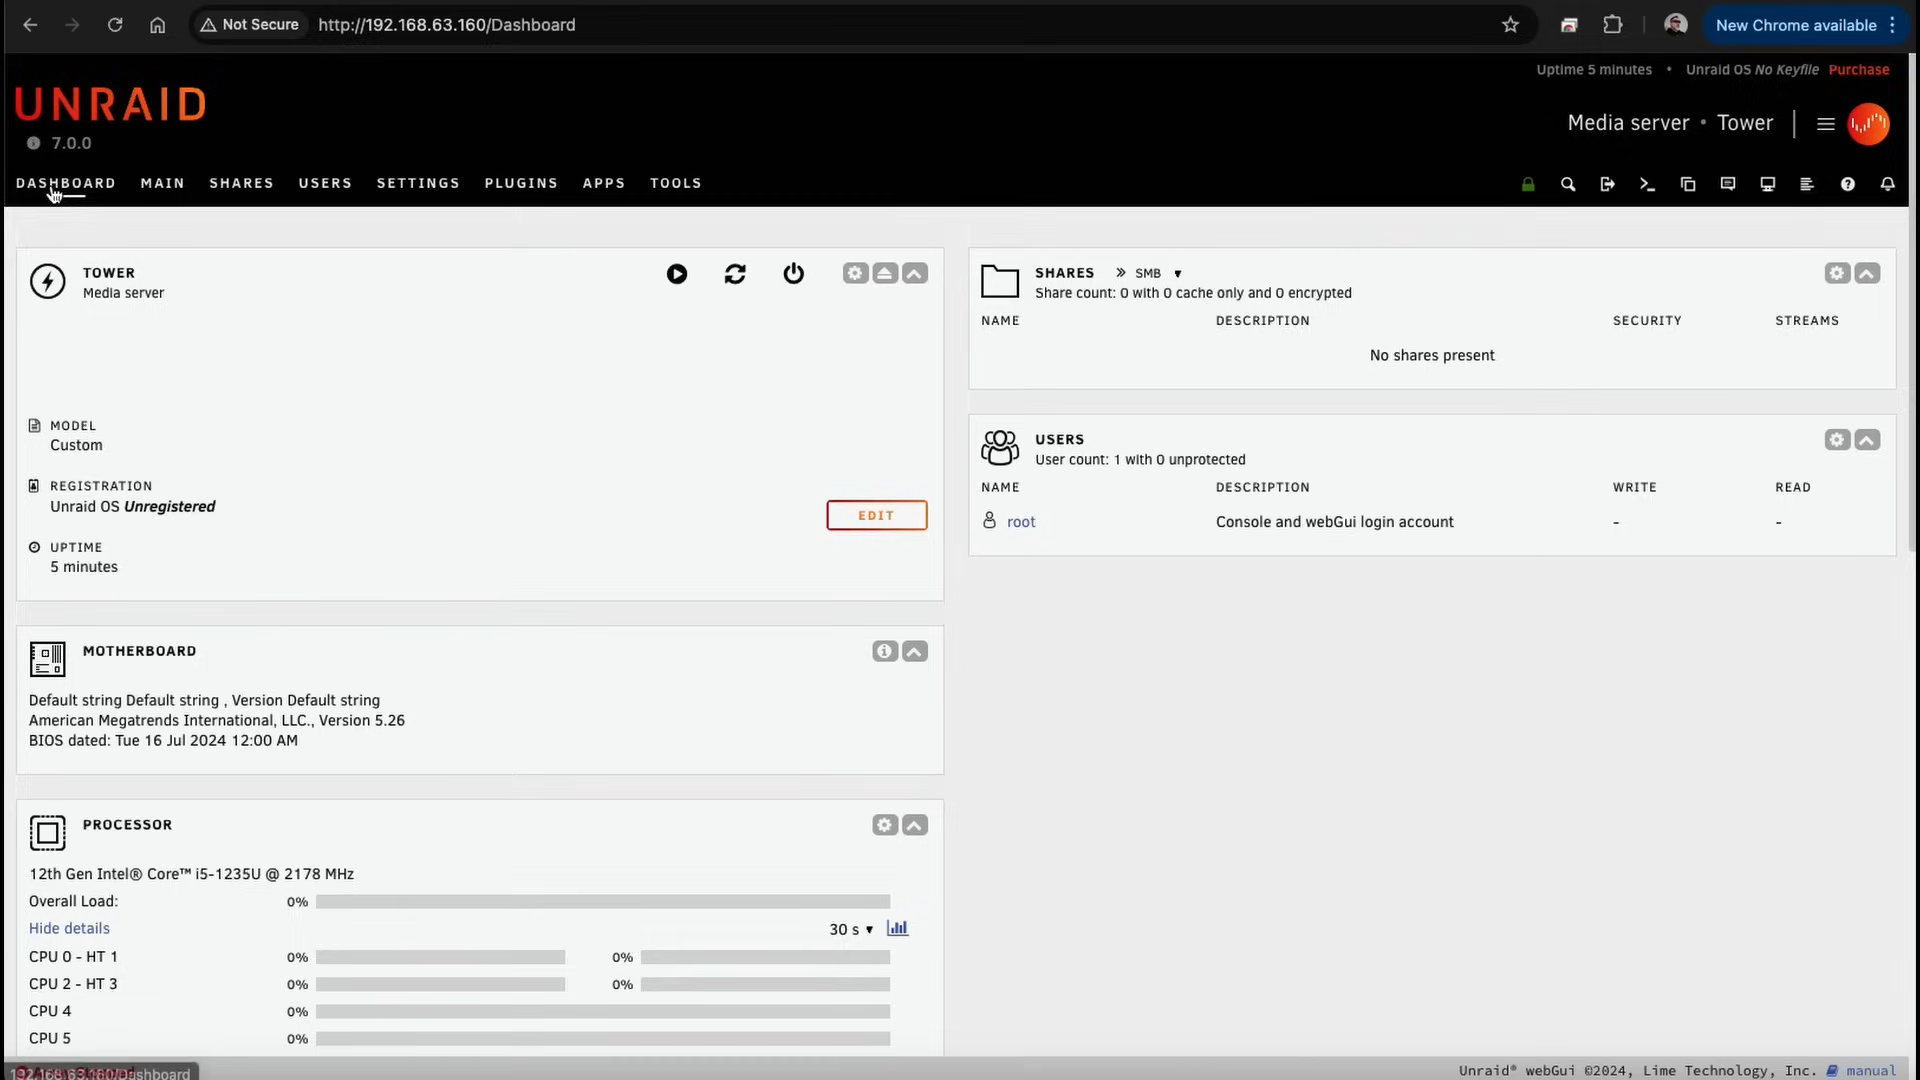 Not Secure http://192.168.63.160/Dashboard New Chrome available
Uptime 5 minutes • Unraid OS No Keyfile Purchase
UNRAID
7.0.0
Media server • Tower
DASHBOARD MAIN SHARES USERS SETTINGS PLUGINS APPS TOOLS
TOWER
Media server
MODEL
Custom
REGISTRATION
Unraid OS Unregistered
EDIT
UPTIME
5 minutes
MOTHERBOARD
Default string Default string , Version Default string
American Megatrends International, LLC., Version 5.26
BIOS dated: Tue 16 Jul 2024 12:00 AM
PROCESSOR
12th Gen Intel® Core™ i5-1235U @ 2178 MHz
Overall Load: 0%
Hide details 30 s ▾
CPU 0 - HT 1 0% 0%
CPU 2 - HT 3 0% 0%
CPU 4 0%
CPU 5 0%
SHARES » SMB ▾
Share count: 0 with 0 cache only and 0 encrypted
NAME DESCRIPTION SECURITY STREAMS
No shares present
USERS
User count: 1 with 0 unprotected
NAME DESCRIPTION WRITE READ
root Console and webGui login account - -
192.168.63.160/Dashboard
Unraid® webGui ©2024, Lime Technology, Inc. manual